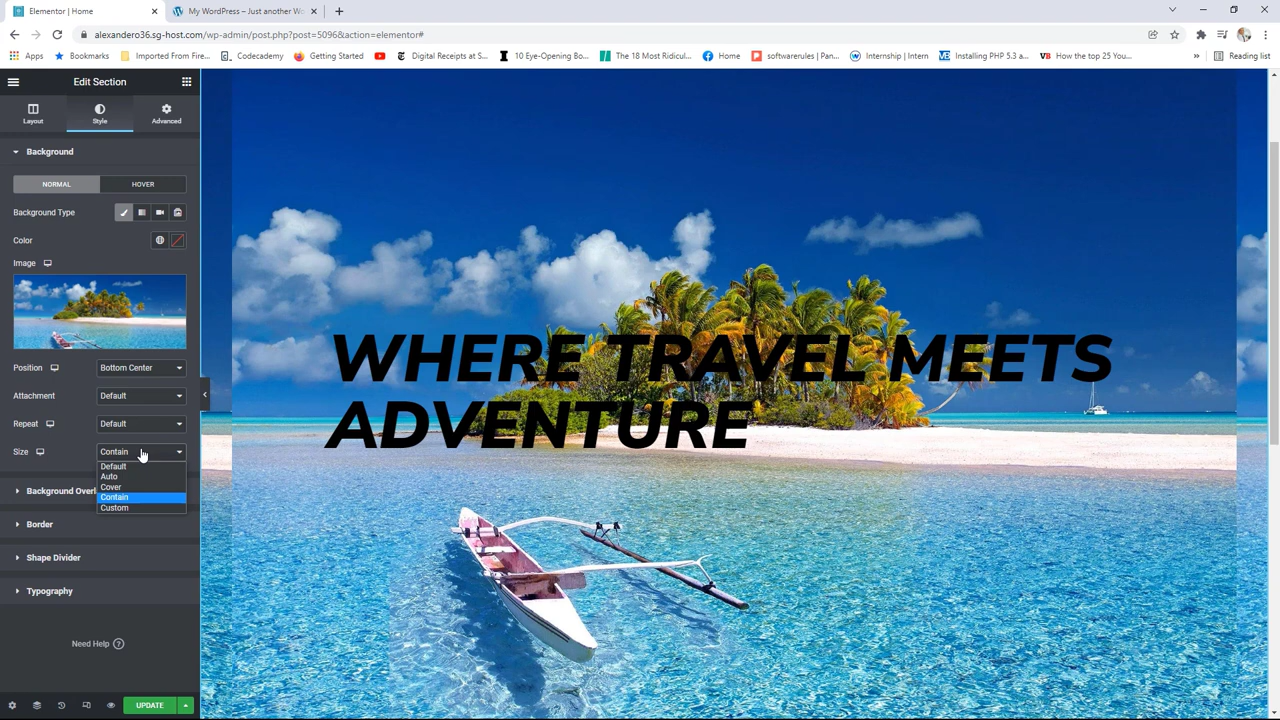 Elementor | Home
My WordPress – Just another Wo
alexandero36.sg-host.com/wp-admin/post.php?post=5096&action=elementor#
Apps
Bookmarks
Imported From Fire...
Codecademy
Getting Started
Digital Receipts at S...
10 Eye-Opening Bo...
The 18 Most Ridicul...
Home
softwarerules | Pan...
Internship | Intern
Installing PHP 5.3 a...
How the top 25 You...
»
Reading list
Edit Section
Layout
Style
Advanced
Background
NORMAL
HOVER
Background Type
Color
Image
Position
Bottom Center
Attachment
Default
Repeat
Default
Size
Contain
Default
Auto
Cover
Contain
Custom
Background Overl
Border
Shape Divider
Typography
Need Help ?
UPDATE
WHERE TRAVEL MEETS
ADVENTURE